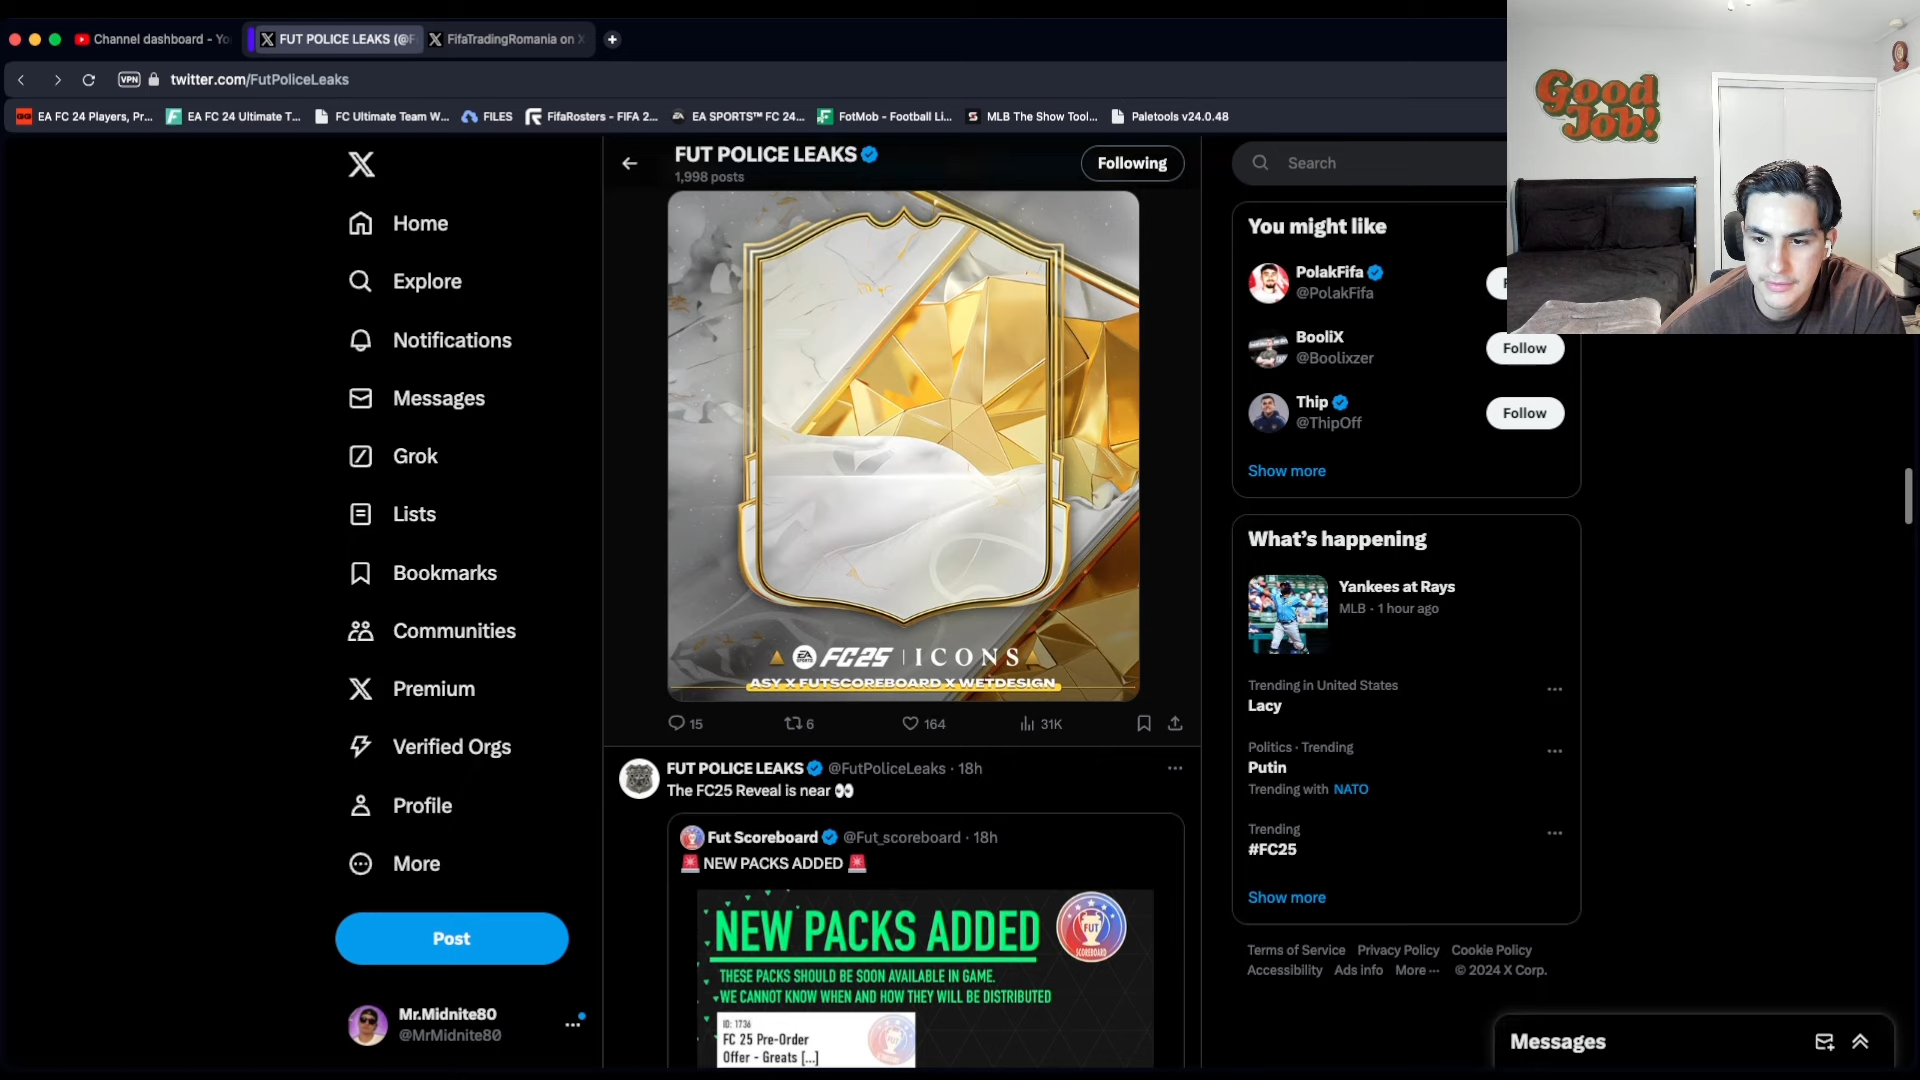 Channel dashboard - Yo
FUT POLICE LEAKS (@F
FifaTradingRomania on X
VPN
twitter.com/FutPoliceLeaks
EA FC 24 Players, Pr...
EA FC 24 Ultimate T...
FC Ultimate Team W...
FILES
FifaRosters - FIFA 2...
EA SPORTS™ FC 24...
FotMob - Football Li...
MLB The Show Tool...
Paletools v24.0.48
Home
Explore
Notifications
Messages
Grok
Lists
Bookmarks
Communities
Premium
Verified Orgs
Profile
More
Post
Mr.Midnite80
@MrMidnite80
FUT POLICE LEAKS
1,998 posts
Following
EA SPORTS FC25 | ICONS
ASY X FUTSCOREBOARD X WETDESIGN
15
6
164
31K
FUT POLICE LEAKS @FutPoliceLeaks · 18h
The FC25 Reveal is near 👀
Fut Scoreboard @Fut_scoreboard · 18h
🚨 NEW PACKS ADDED 🚨
NEW PACKS ADDED
FUT
SCOREBOARD
THESE PACKS SHOULD BE SOON AVAILABLE IN GAME.
WE CANNOT KNOW WHEN AND HOW THEY WILL BE DISTRIBUTED
ID: 1736
FC 25 Pre-Order
Offer - Greats [...]
Search
You might like
PolakFifa
@PolakFifa
BooliX
@Boolixzer
Follow
Thip
@ThipOff
Follow
Show more
What's happening
Yankees at Rays
MLB · 1 hour ago
Trending in United States
Lacy
Politics · Trending
Putin
Trending with NATO
Trending
#FC25
Show more
Terms of Service Privacy Policy Cookie Policy
Accessibility Ads info More ··· © 2024 X Corp.
Messages
Good
Job!